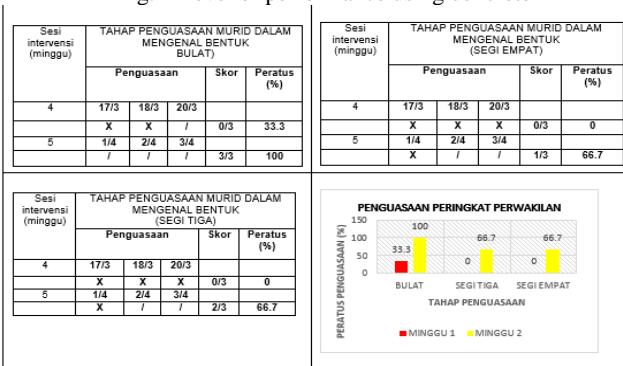 Sesi intervensi (minggu) TAHAP PENGUASAAN MURID DALAM MENGENAL BENTUK BULAT)
Penguasaan Skor Peratus (%)
4 17/3 18/3 20/3
X X / 0/3 33.3
5 1/4 2/4 3/4
/ / / 3/3 100
Sesi intervensi (minggu) TAHAP PENGUASAAN MURID DALAM MENGENAL BENTUK (SEGI EMPAT)
Penguasaan Skor Peratus (%)
4 17/3 18/3 20/3
X X X 0/3 0
5 1/4 2/4 3/4
X / / 1/3 66.7
Sesi intervensi (minggu) TAHAP PENGUASAAN MURID DALAM MENGENAL BENTUK (SEGI TIGA)
Penguasaan Skor Peratus (%)
4 17/3 18/3 20/3
X X X 0/3 0
5 1/4 2/4 3/4
X / / 2/3 66.7
PENGUASAAN PERINGKAT PERWAKILAN
PERATUS PENGUASAAN (%)
150
100
50
0
33.3 100
0 66.7
0 66.7
BULAT SEGI TIGA SEGI EMPAT
TAHAP PENGUASAAN
MINGGU 1 MINGGU 2